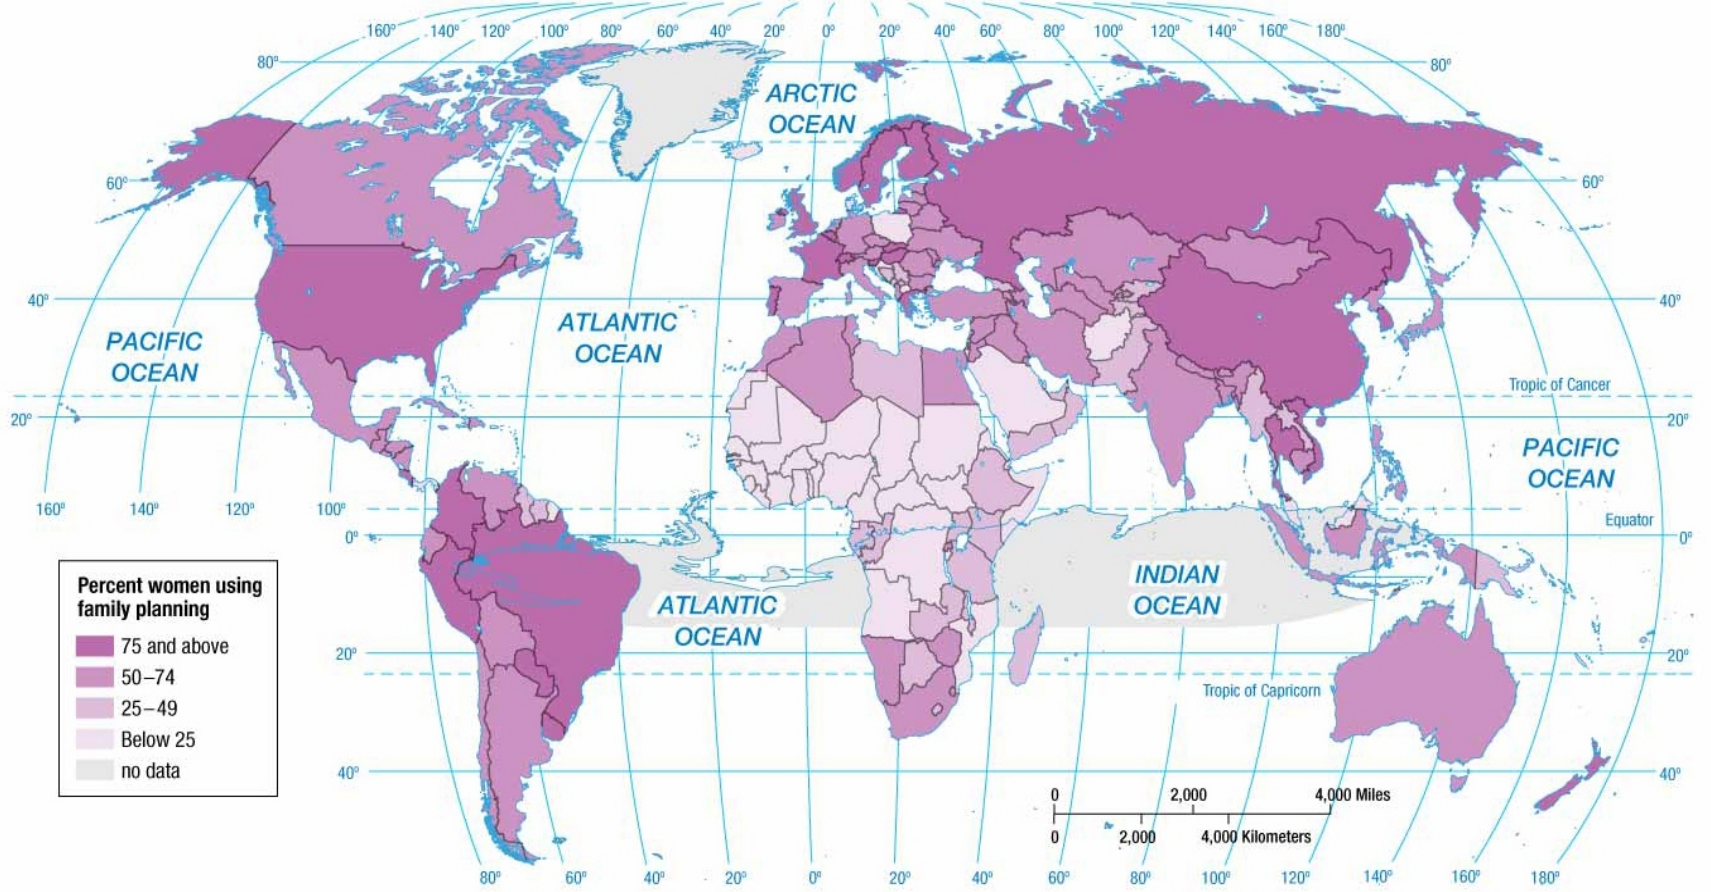 160° 140° 120° 100° 80° 60° 40° 20° 0° 20° 40° 60° 80° 100° 120° 140° 160° 180°
80° 80°
ARCTIC
OCEAN
60° 60°
40° 40°
PACIFIC
OCEAN
ATLANTIC
OCEAN
Tropic of Cancer
20° 20°
PACIFIC
OCEAN
160° 140° 120° 100°
Equator
0° 0°
INDIAN
OCEAN
ATLANTIC
OCEAN
20° 20°
Tropic of Capricorn
40° 40°
Percent women using
family planning
75 and above
50–74
25–49
Below 25
no data
0 2,000 4,000 Miles
0 2,000 4,000 Kilometers
80° 60° 40° 20° 0° 20° 40° 60° 80° 100° 120° 140° 160° 180°